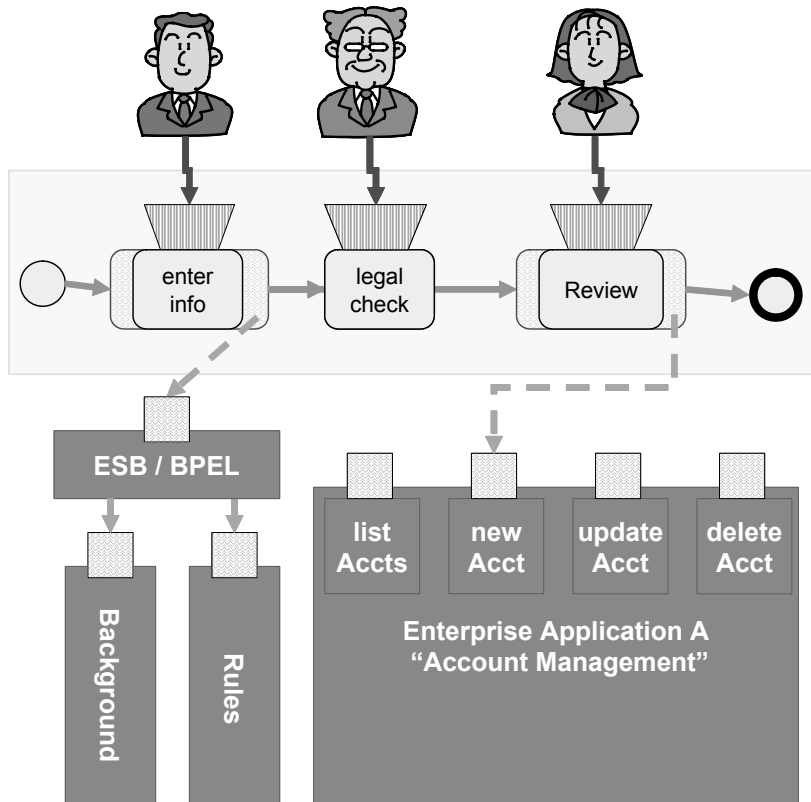 enter
info
legal
check
Review
ESB / BPEL
Background
Rules
list
Accts
new
Acct
update
Acct
delete
Acct
Enterprise Application A
“Account Management”